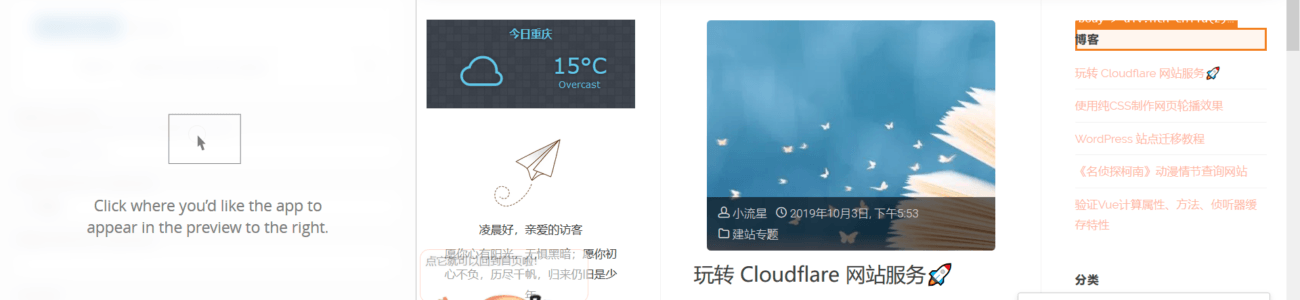 Click where you'd like the app to
appear in the preview to the right.
今日重庆
15°C
Overcast
凌晨好，亲爱的访客
愿你心有阳光，无惧黑暗；愿你初
心不负，历尽千帆，归来仍旧是少
年
点它就可以回到首页啦！
小流星 2019年10月3日, 下午5:53
建站专题
玩转 Cloudflare 网站服务🚀
博客
玩转 Cloudflare 网站服务🚀
使用纯CSS制作网页轮播效果
WordPress 站点迁移教程
《名侦探柯南》动漫情节查询网站
验证Vue计算属性、方法、侦听器缓
存特性
分类